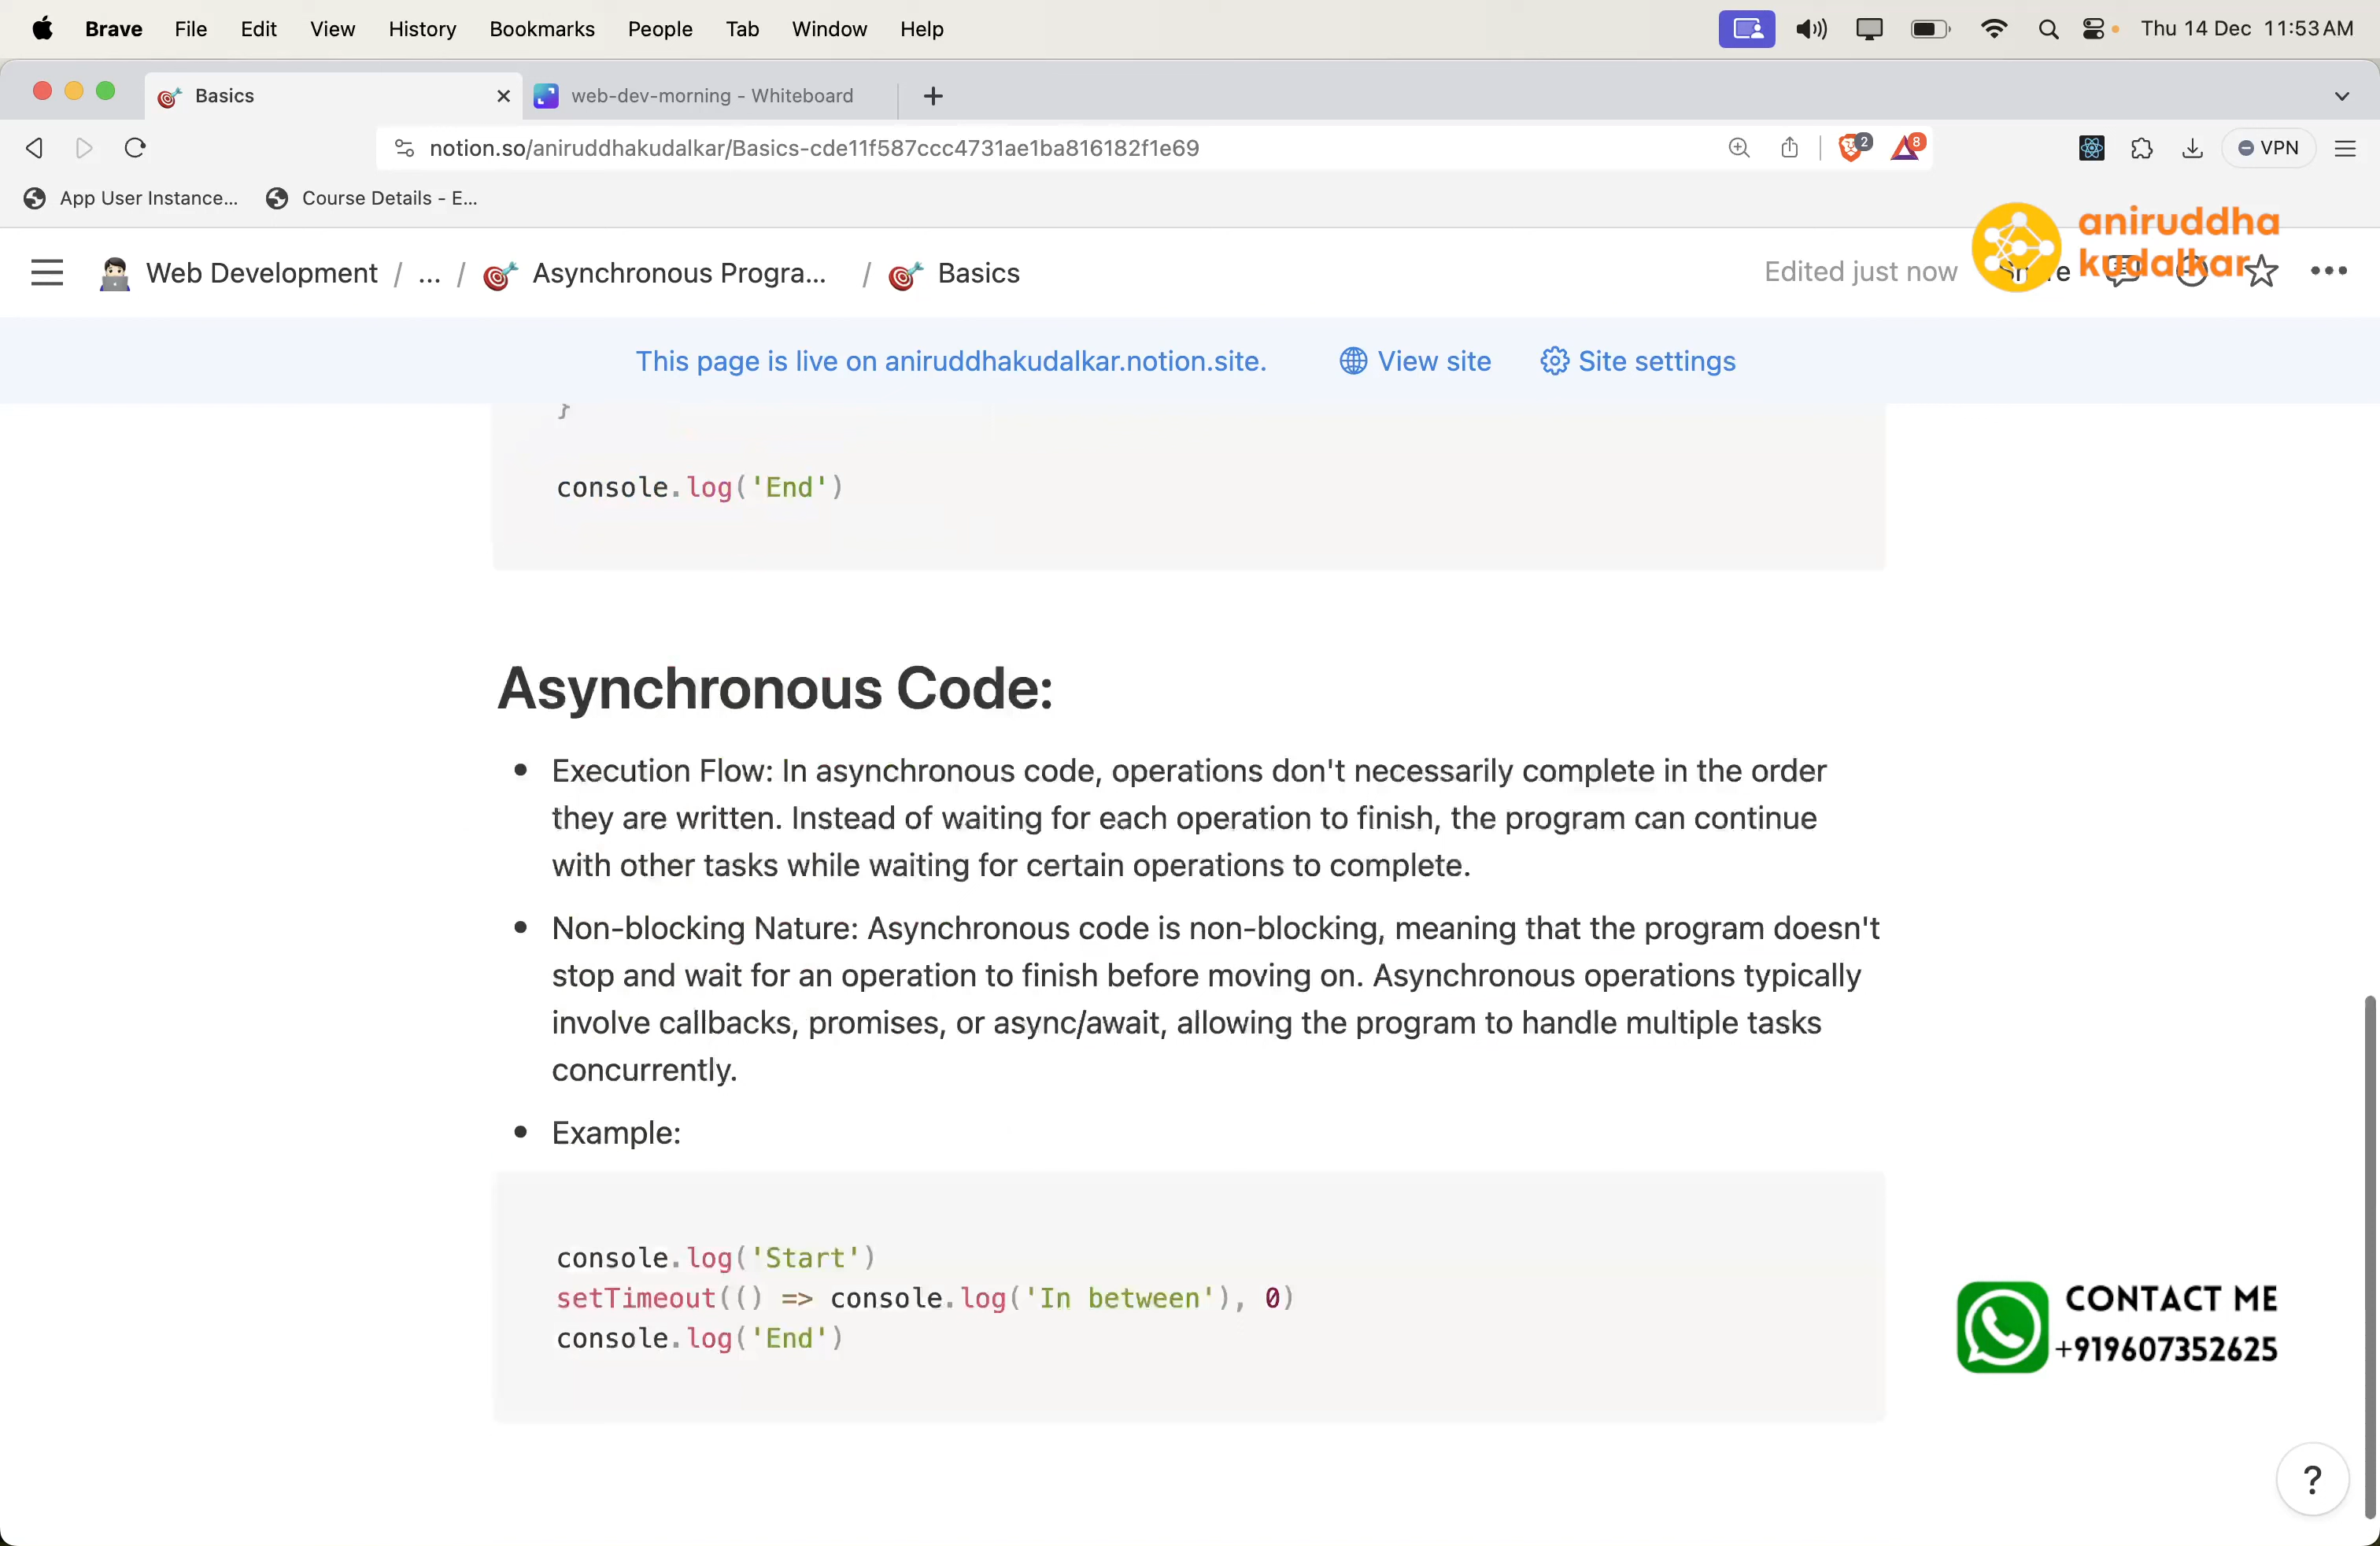 Brave File Edit View History Bookmarks People Tab Window Help Thu 14 Dec 11:53 AM
Basics web-dev-morning - Whiteboard
notion.so/aniruddhakudalkar/Basics-cde11f587ccc4731ae1ba816182f1e69 2 8 VPN
App User Instance... Course Details - E...
aniruddha
kudalkar
Web Development / ... / Asynchronous Progra... / Basics Edited just now
This page is live on aniruddhakudalkar.notion.site. View site Site settings
}
console.log('End')
Asynchronous Code:
• Execution Flow: In asynchronous code, operations don't necessarily complete in the order
they are written. Instead of waiting for each operation to finish, the program can continue
with other tasks while waiting for certain operations to complete.
• Non-blocking Nature: Asynchronous code is non-blocking, meaning that the program doesn't
stop and wait for an operation to finish before moving on. Asynchronous operations typically
involve callbacks, promises, or async/await, allowing the program to handle multiple tasks
concurrently.
• Example:
console.log('Start')
setTimeout(() => console.log('In between'), 0)
console.log('End')
CONTACT ME
+919607352625
?